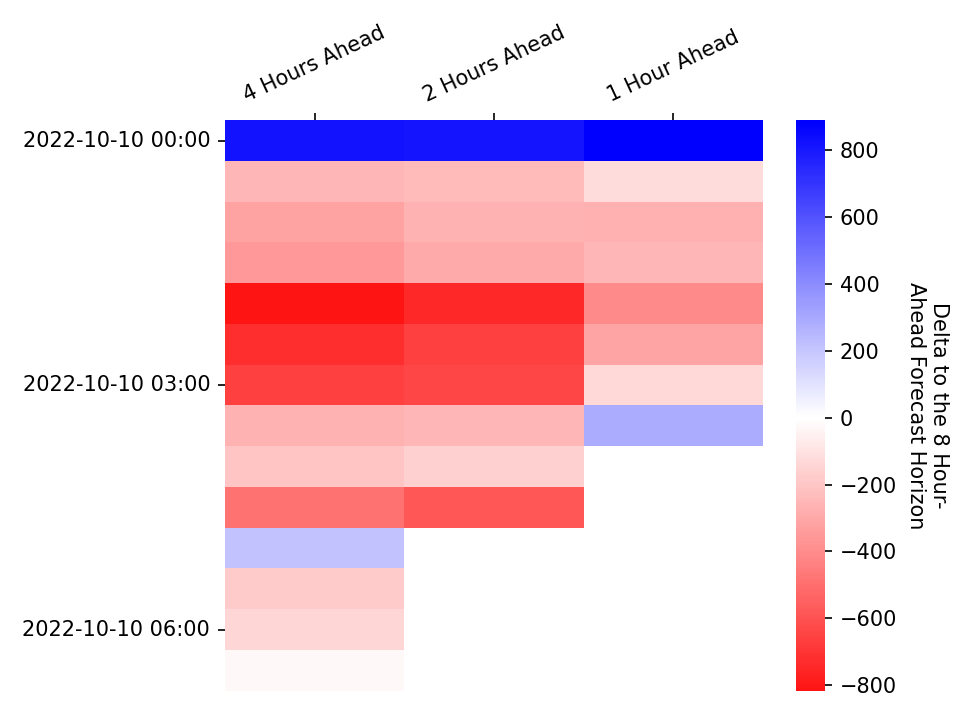 4 Hours Ahead
2 Hours Ahead
1 Hour Ahead
2022-10-10 00:00
2022-10-10 03:00
2022-10-10 06:00
800
600
400
200
0
−200
−400
−600
−800
Delta to the 8 Hour-
Ahead Forecast Horizon